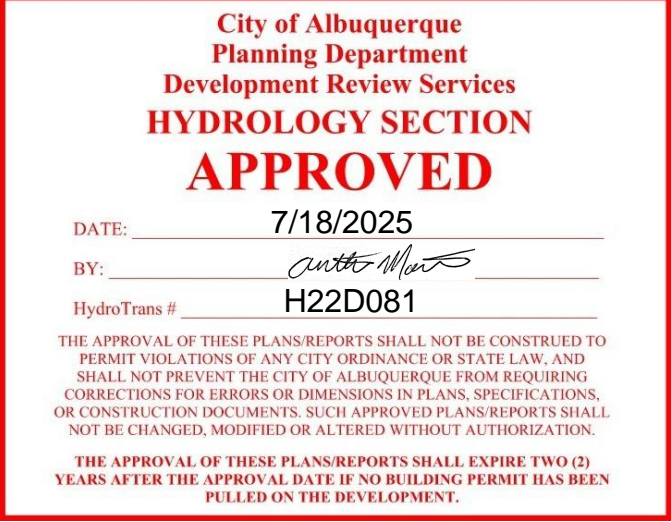 City of Albuquerque
Planning Department
Development Review Services
HYDROLOGY SECTION
APPROVED
DATE: 7/18/2025
BY:
HydroTrans # H22D081
THE APPROVAL OF THESE PLANS/REPORTS SHALL NOT BE CONSTRUED TO
PERMIT VIOLATIONS OF ANY CITY ORDINANCE OR STATE LAW, AND
SHALL NOT PREVENT THE CITY OF ALBUQUERQUE FROM REQUIRING
CORRECTIONS FOR ERRORS OR DIMENSIONS IN PLANS, SPECIFICATIONS,
OR CONSTRUCTION DOCUMENTS. SUCH APPROVED PLANS/REPORTS SHALL
NOT BE CHANGED, MODIFIED OR ALTERED WITHOUT AUTHORIZATION.
THE APPROVAL OF THESE PLANS/REPORTS SHALL EXPIRE TWO (2)
YEARS AFTER THE APPROVAL DATE IF NO BUILDING PERMIT HAS BEEN
PULLED ON THE DEVELOPMENT.